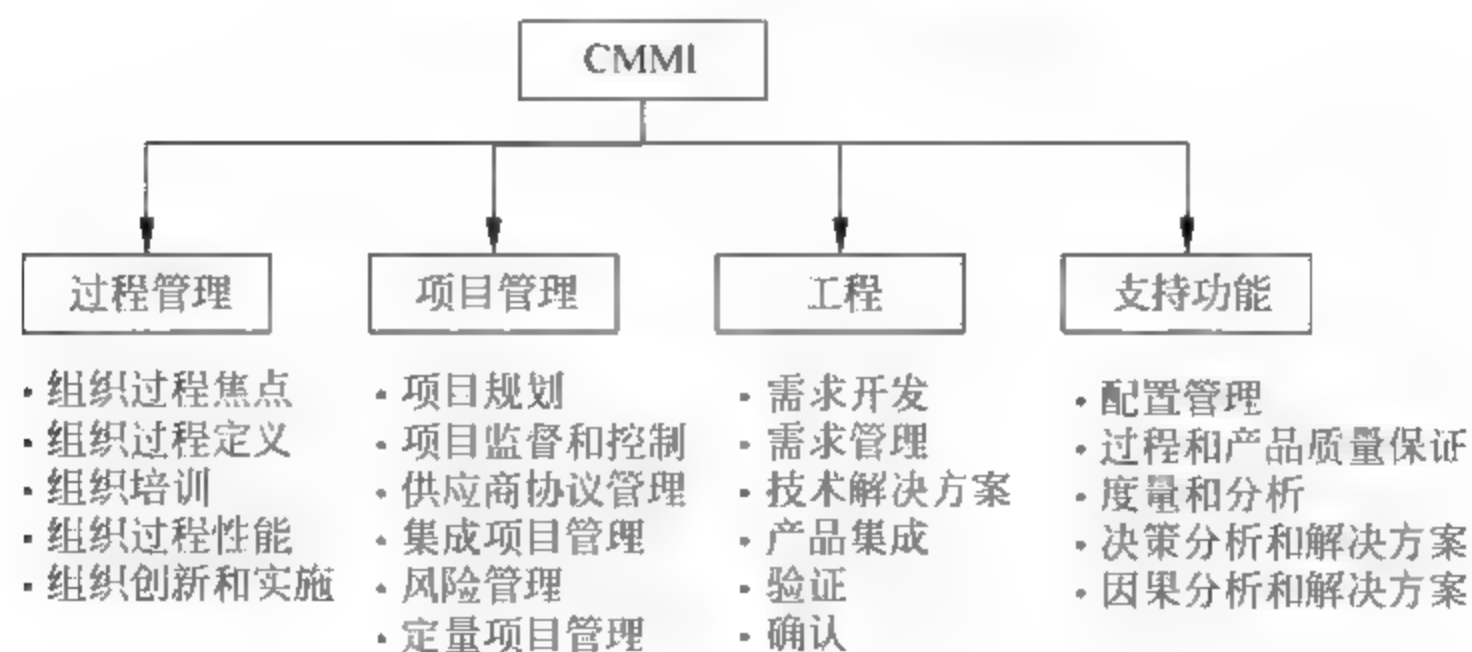 CMMI
过程管理
项目管理
工程
支持功能
· 组织过程焦点
· 组织过程定义
· 组织培训
· 组织过程性能
· 组织创新和实施
· 项目规划
· 项目监督和控制
· 供应商协议管理
· 集成项目管理
· 风险管理
· 定量项目管理
· 需求开发
· 需求管理
· 技术解决方案
· 产品集成
· 验证
· 确认
· 配置管理
· 过程和产品质量保证
· 度量和分析
· 决策分析和解决方案
· 因果分析和解决方案